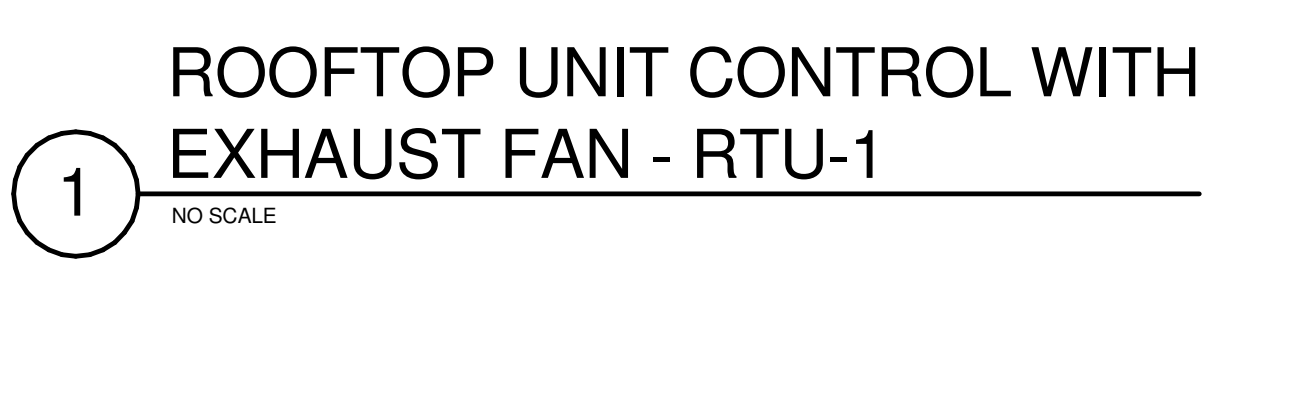 ROOFTOP UNIT CONTROL WITH
EXHAUST FAN - RTU-1
1
NO SCALE